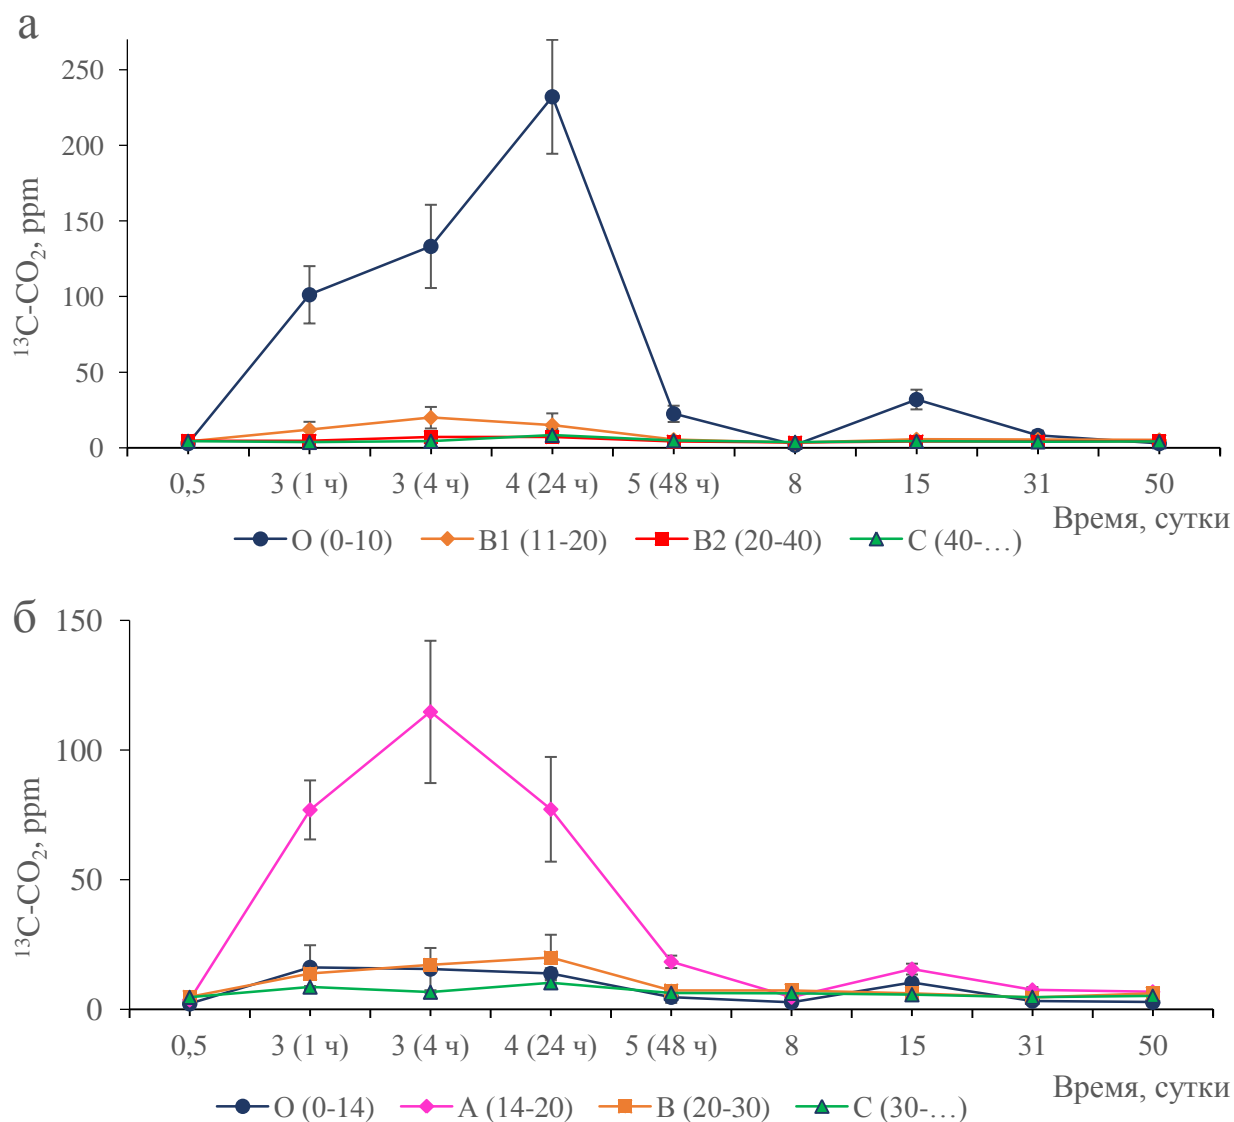 а
250
200
150
100
50
0
¹³C-CO₂, ppm
0,5 3 (1 ч) 3 (4 ч) 4 (24 ч) 5 (48 ч) 8 15 31 50
Время, сутки
O (0-10) B1 (11-20) B2 (20-40) C (40-…)
б
150
100
50
0
¹³C-CO₂, ppm
0,5 3 (1 ч) 3 (4 ч) 4 (24 ч) 5 (48 ч) 8 15 31 50
Время, сутки
O (0-14) A (14-20) B (20-30) C (30-…)